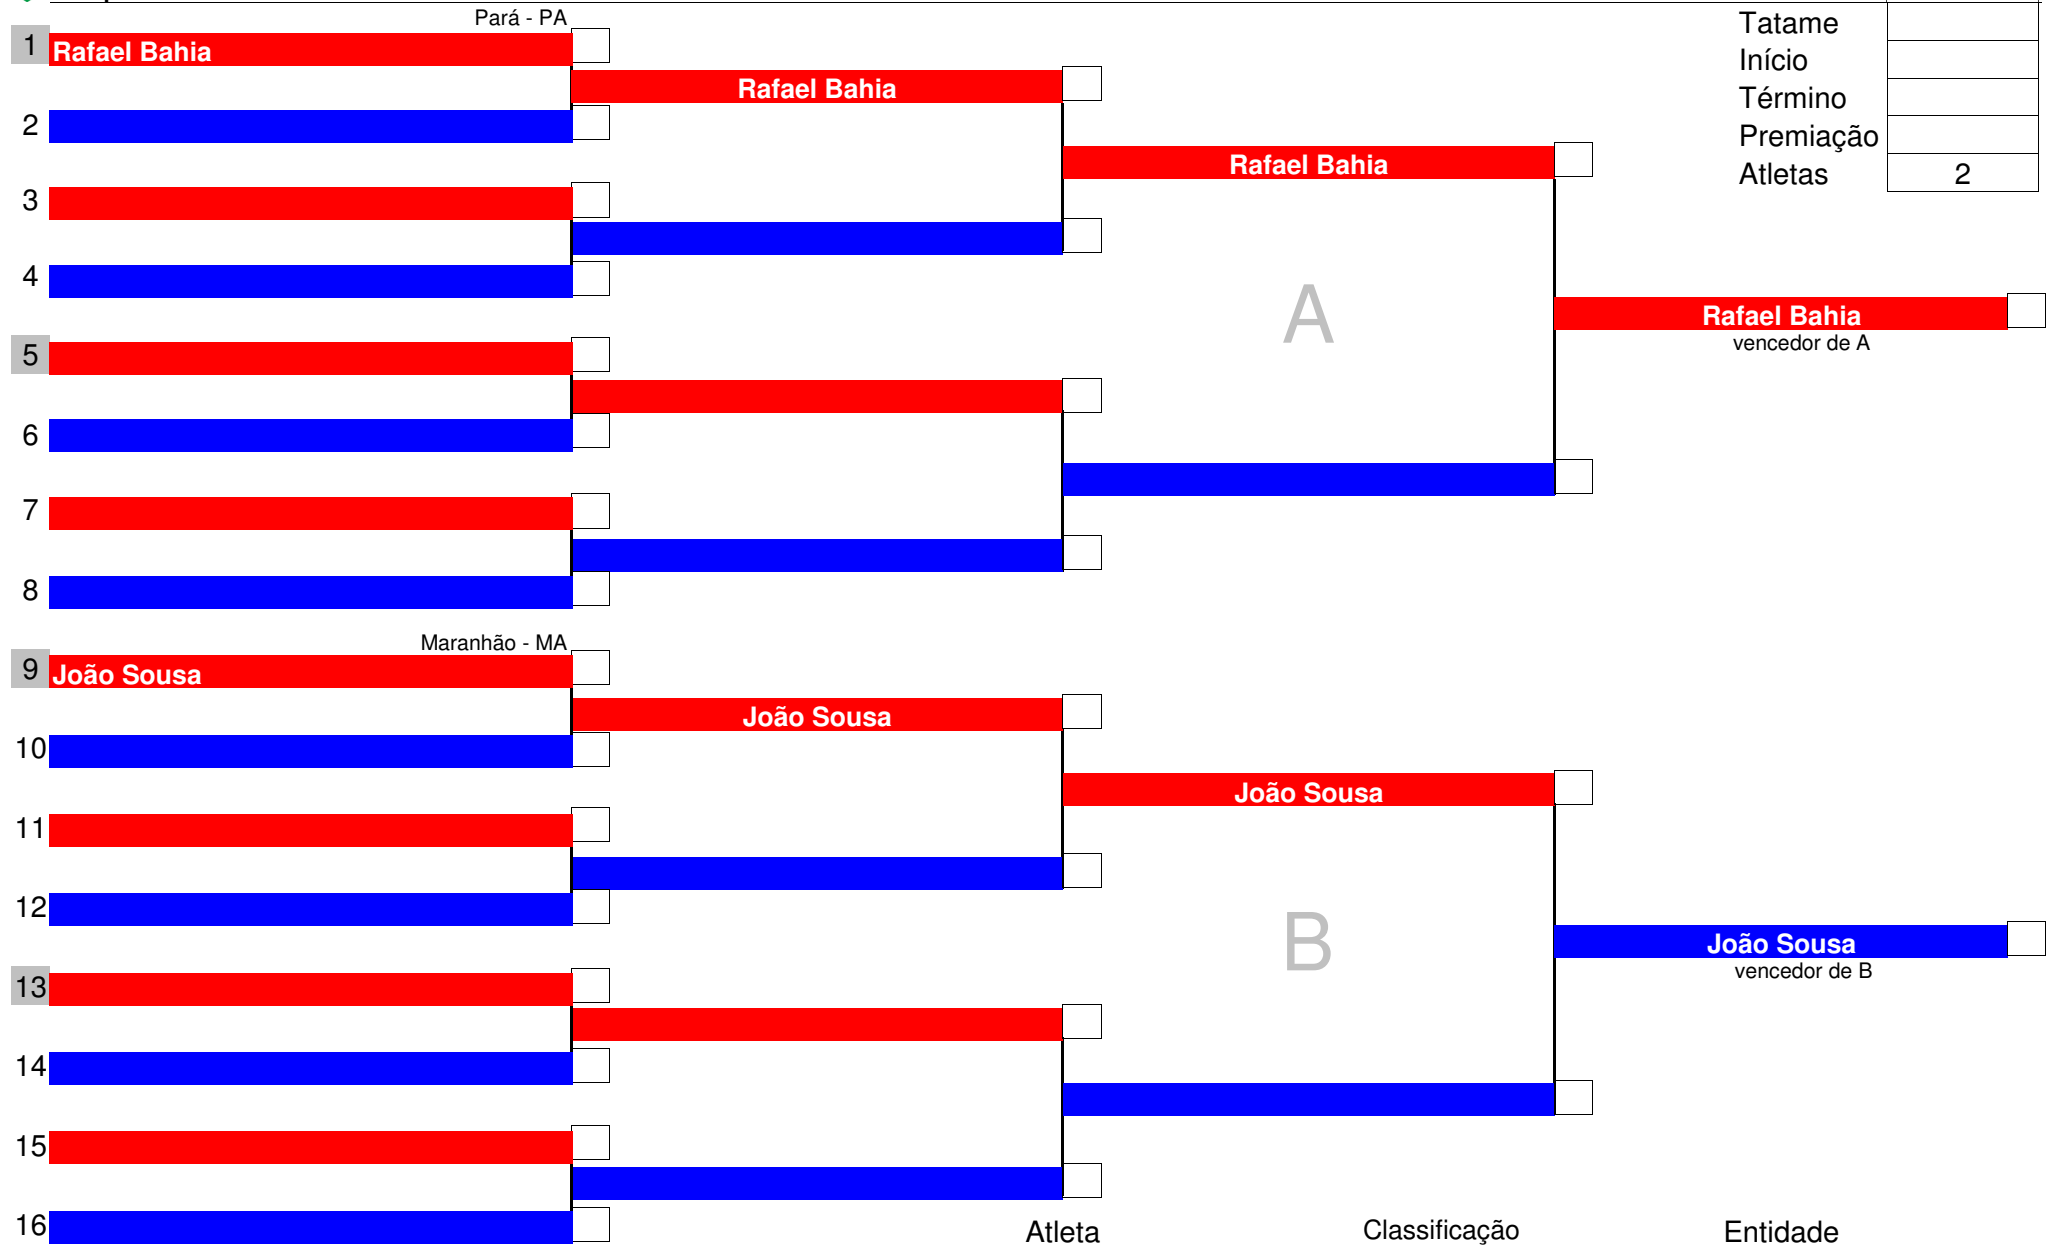 Pará - PA
1 Rafael Bahia
Rafael Bahia
2
Rafael Bahia
3
4
Rafael Bahia
vencedor de A
A
5
6
7
8
Maranhão - MA
9 João Sousa
João Sousa
10
João Sousa
11
12
João Sousa
vencedor de B
B
13
14
15
16
Tatame
Início
Término
Premiação
Atletas 2
Atleta Classificação Entidade